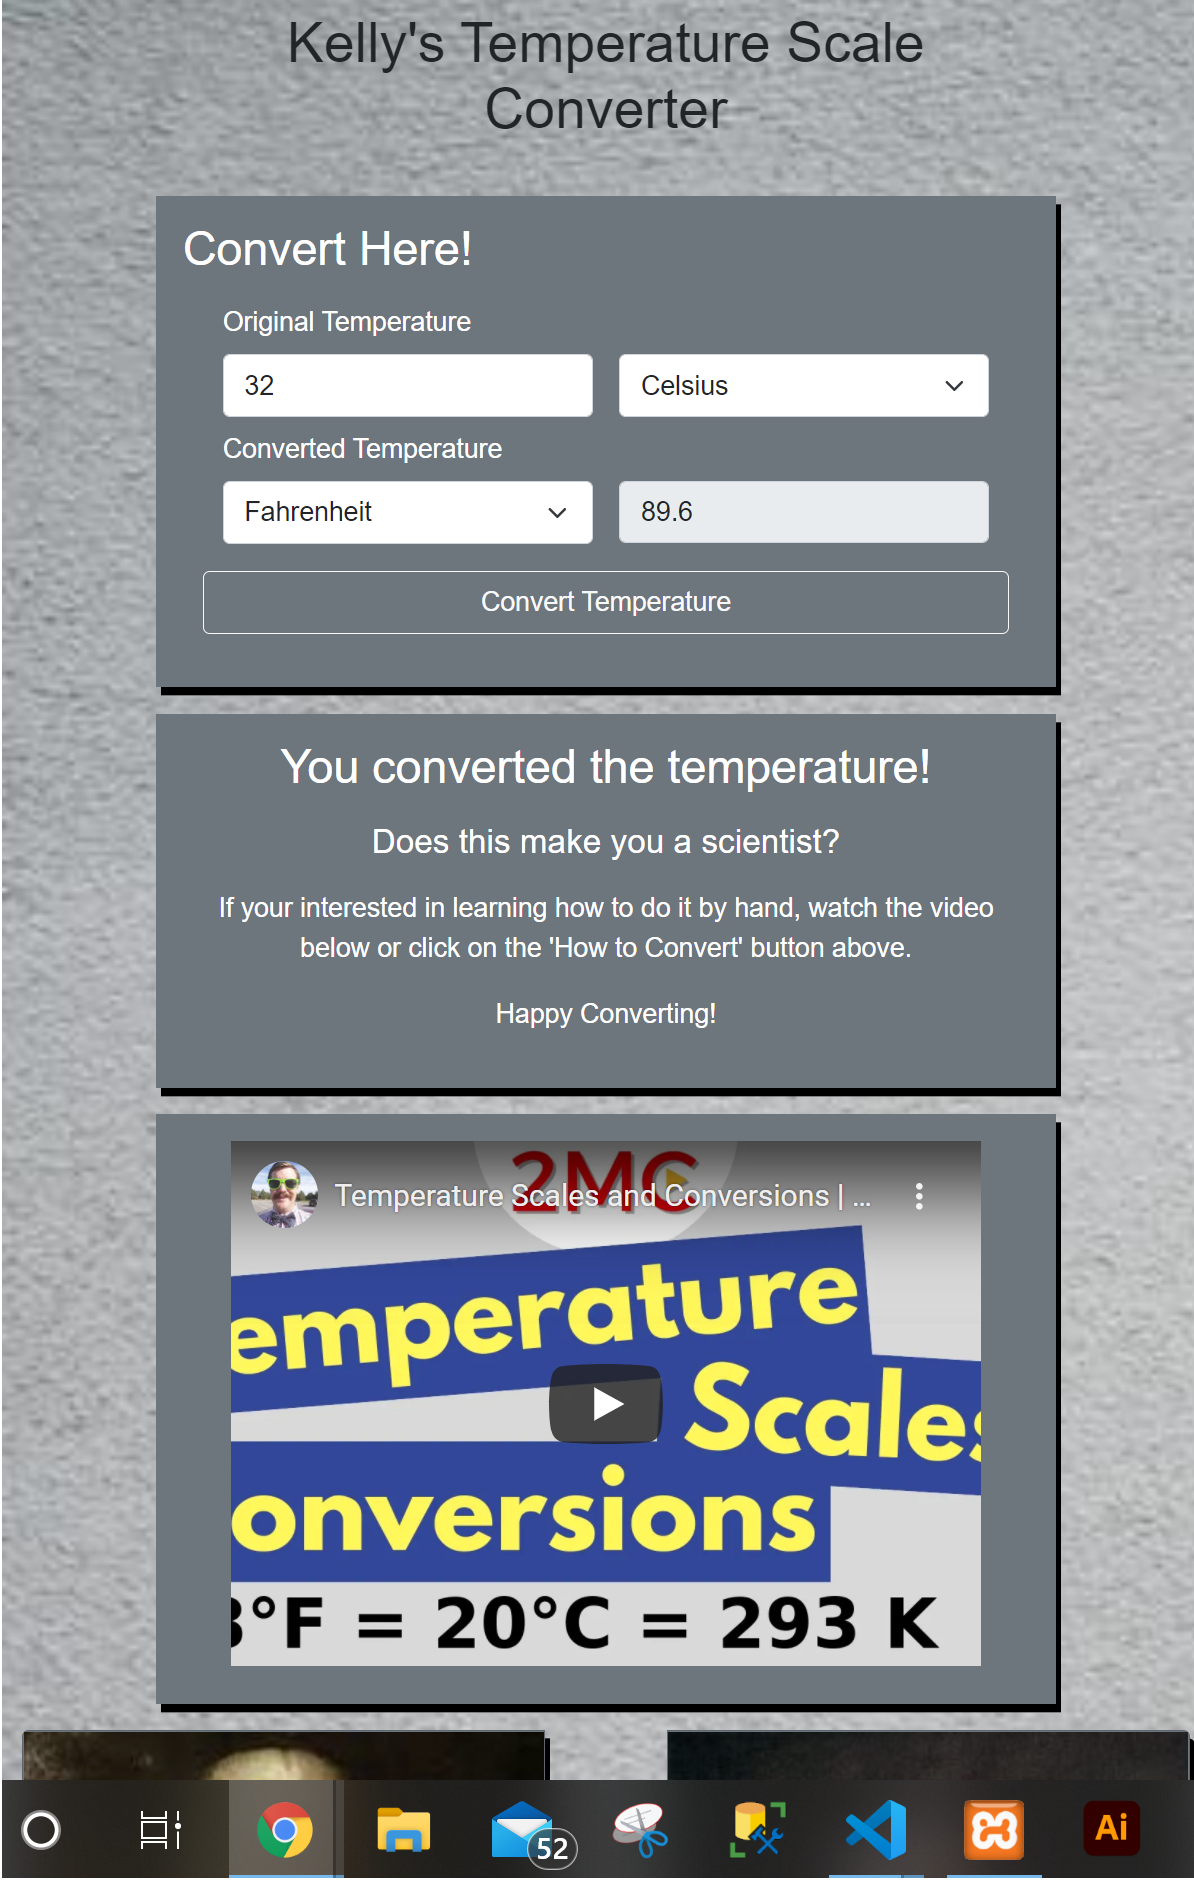 Kelly's Temperature Scale
Converter
Convert Here!
Original Temperature
32
Celsius
Converted Temperature
Fahrenheit
89.6
Convert Temperature
You converted the temperature!
Does this make you a scientist?
If your interested in learning how to do it by hand, watch the video
below or click on the 'How to Convert' button above.
Happy Converting!
2MC
Temperature Scales and Conversions | ...
emperature
Scales
onversions
°F = 20°C = 293 K
52
Ai